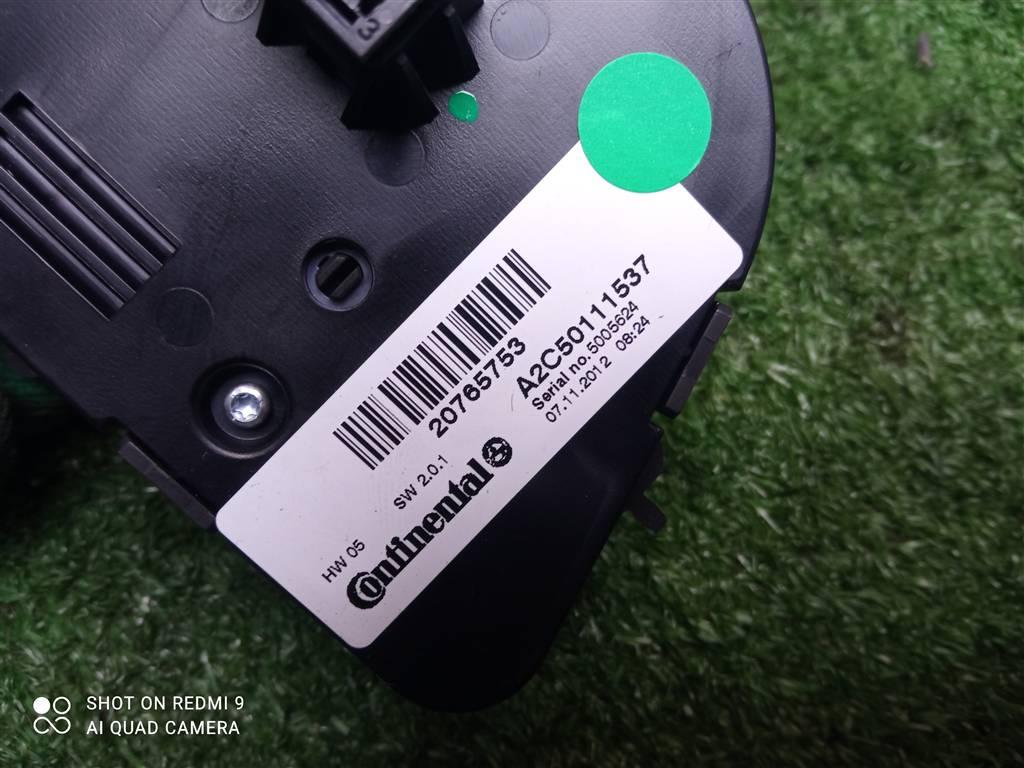 3
20765753
A2C50111537
Serial no. 5005624
07.11.2012 08:24
HW 05 SW 2.0.1
Continental
SHOT ON REDMI 9
AI QUAD CAMERA